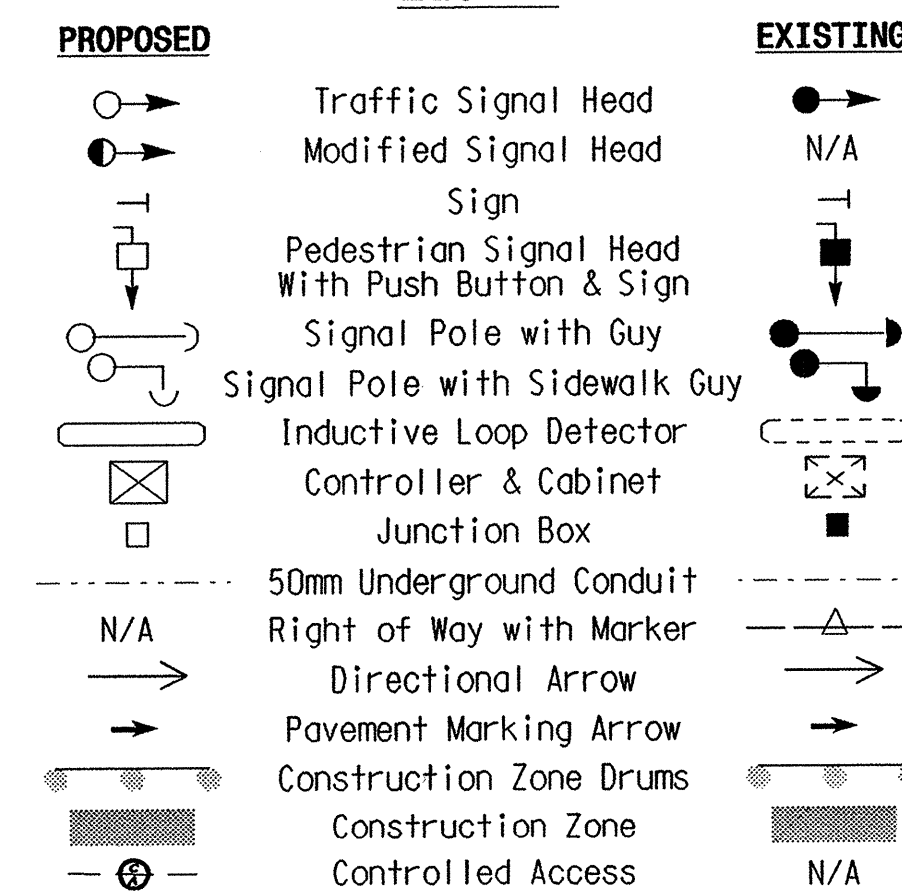 PROPOSED EXISTING
Traffic Signal Head
Modified Signal Head N/A
Sign
Pedestrian Signal Head
With Push Button & Sign
Signal Pole with Guy
Signal Pole with Sidewalk Guy
Inductive Loop Detector
Controller & Cabinet
Junction Box
50mm Underground Conduit
N/A Right of Way with Marker
Directional Arrow
Pavement Marking Arrow
Construction Zone Drums
Construction Zone
C A Controlled Access N/A